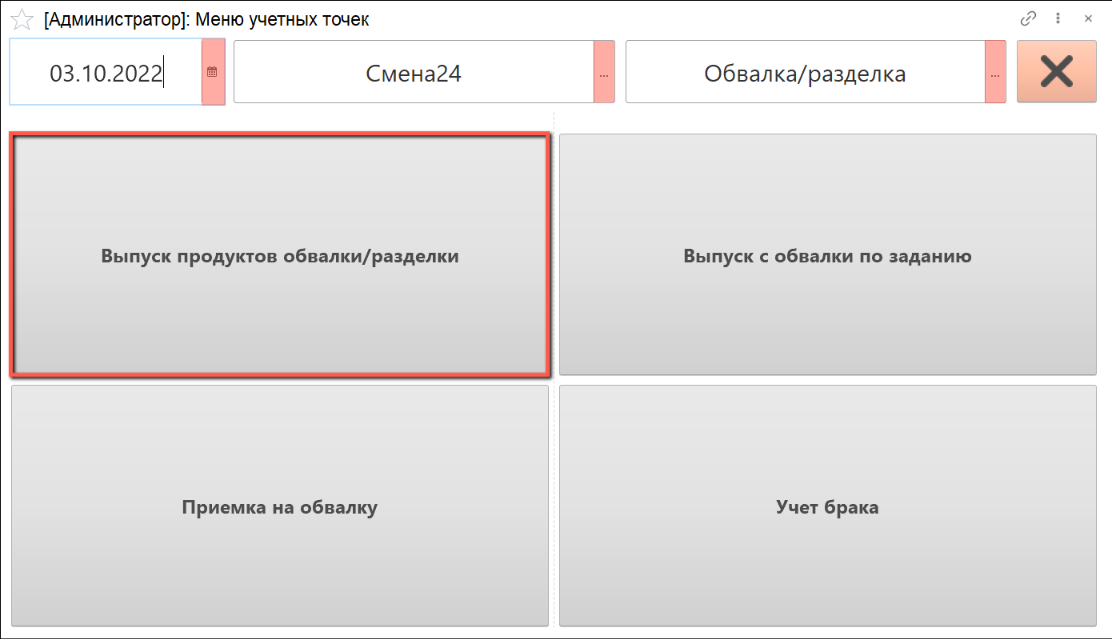 [Администратор]: Меню учетных точек
03.10.2022
Смена24
...
Обвалка/разделка
...
Выпуск продуктов обвалки/разделки
Выпуск с обвалки по заданию
Приемка на обвалку
Учет брака